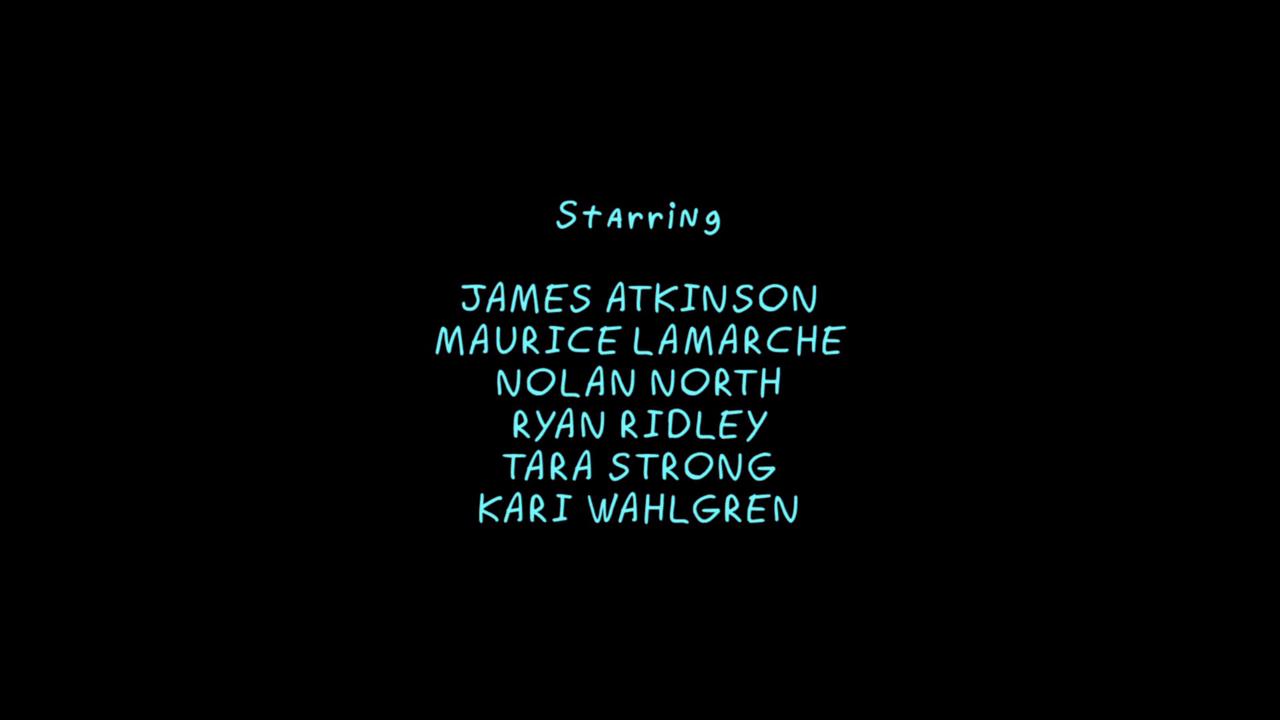 Starring
JAMES ATKINSON
MAURICE LAMARCHE
NOLAN NORTH
RYAN RIDLEY
TARA STRONG
KARI WAHLGREN